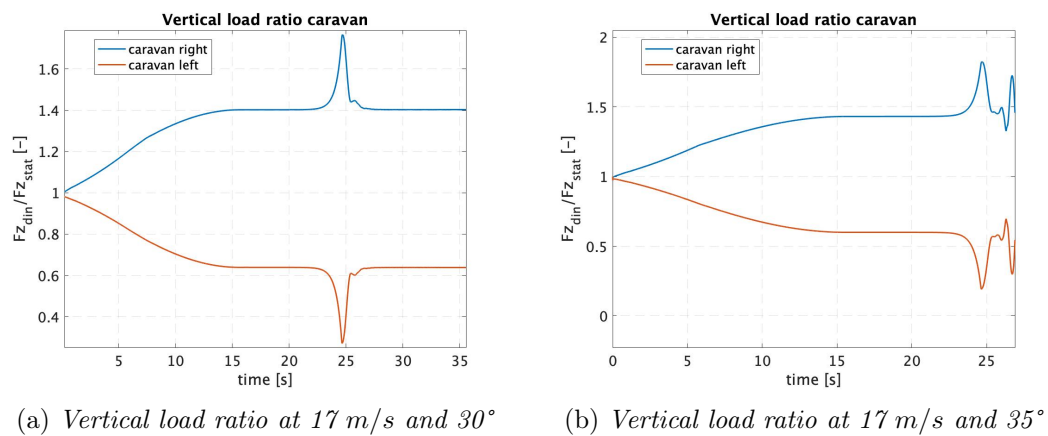 Vertical load ratio caravan
caravan right
caravan left
1.6
1.4
1.2
1
0.8
0.6
0.4
Fz_din/Fz_stat [-]
5 10 15 20 25 30 35
time [s]
(a) Vertical load ratio at 17 m/s and 30°
Vertical load ratio caravan
caravan right
caravan left
2
1.5
1
0.5
0
Fz_din/Fz_stat [-]
0 5 10 15 20 25
time [s]
(b) Vertical load ratio at 17 m/s and 35°